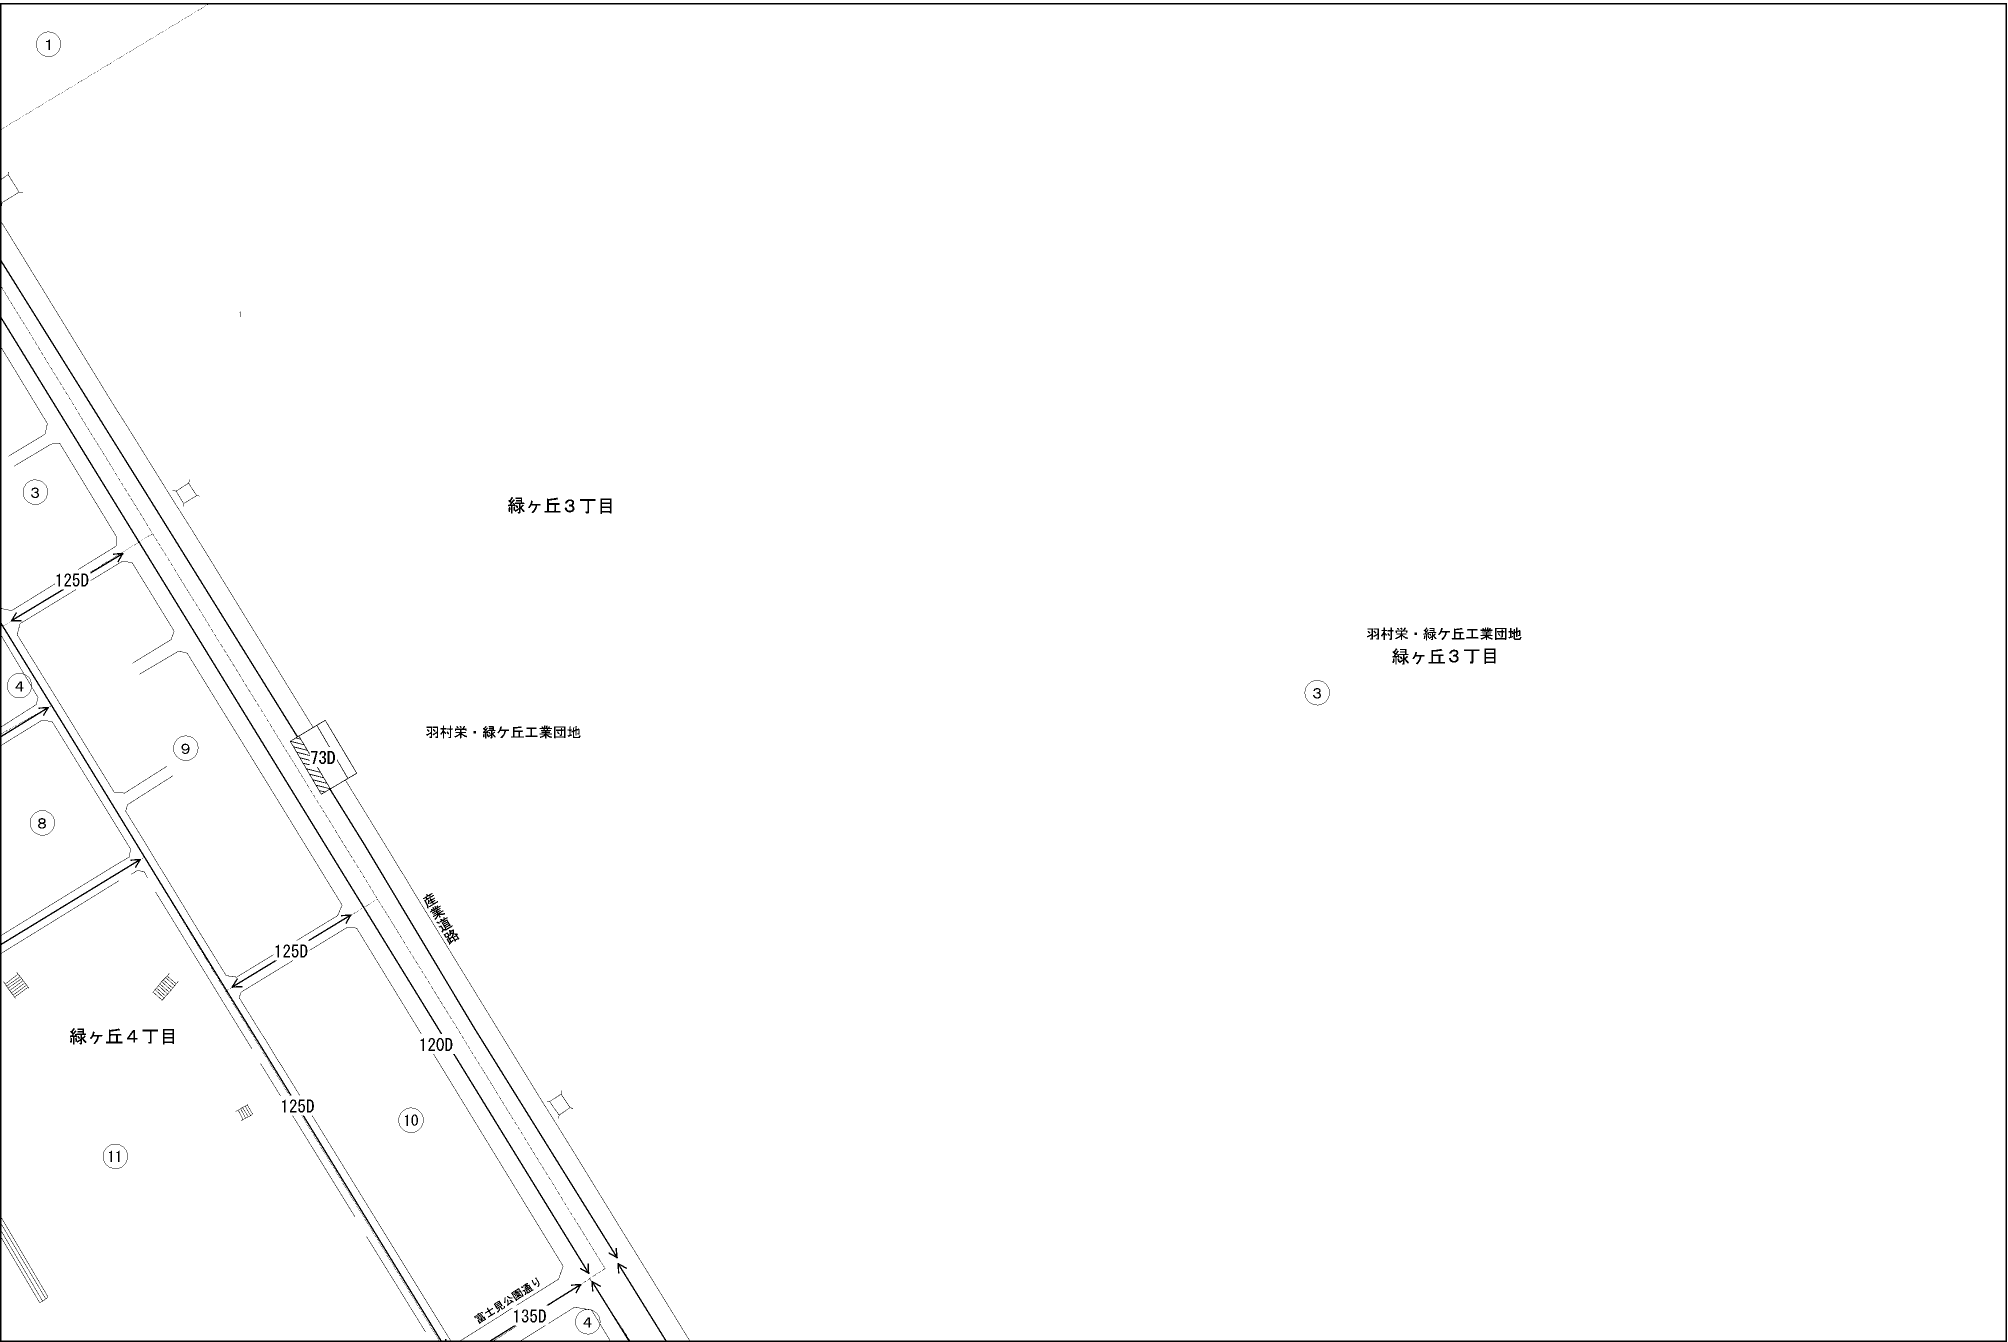 ①
1
③
緑ヶ丘３丁目
125D
羽村栄・緑ケ丘工業団地
緑ヶ丘３丁目
③
④
羽村栄・緑ケ丘工業団地
⑨
73D
⑧
産業道路
125D
緑ヶ丘４丁目
120D
125D
⑩
⑪
富士見公園通り
135D
④